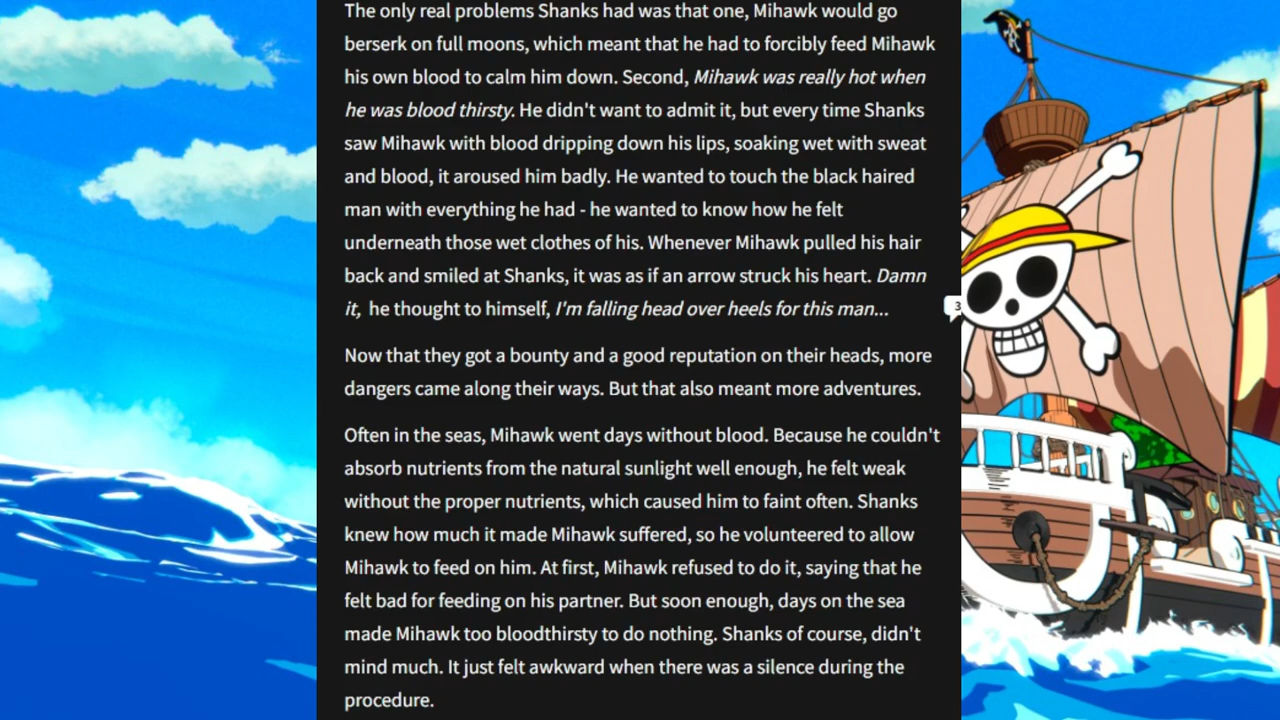 The only real problems Shanks had was that one, Mihawk would go
berserk on full moons, which meant that he had to forcibly feed Mihawk
his own blood to calm him down. Second, Mihawk was really hot when
he was blood thirsty. He didn't want to admit it, but every time Shanks
saw Mihawk with blood dripping down his lips, soaking wet with sweat
and blood, it aroused him badly. He wanted to touch the black haired
man with everything he had - he wanted to know how he felt
underneath those wet clothes of his. Whenever Mihawk pulled his hair
back and smiled at Shanks, it was as if an arrow struck his heart. Damn
it, he thought to himself, I'm falling head over heels for this man...
3
Now that they got a bounty and a good reputation on their heads, more
dangers came along their ways. But that also meant more adventures.
Often in the seas, Mihawk went days without blood. Because he couldn't
absorb nutrients from the natural sunlight well enough, he felt weak
without the proper nutrients, which caused him to faint often. Shanks
knew how much it made Mihawk suffered, so he volunteered to allow
Mihawk to feed on him. At first, Mihawk refused to do it, saying that he
felt bad for feeding on his partner. But soon enough, days on the sea
made Mihawk too bloodthirsty to do nothing. Shanks of course, didn't
mind much. It just felt awkward when there was a silence during the
procedure.